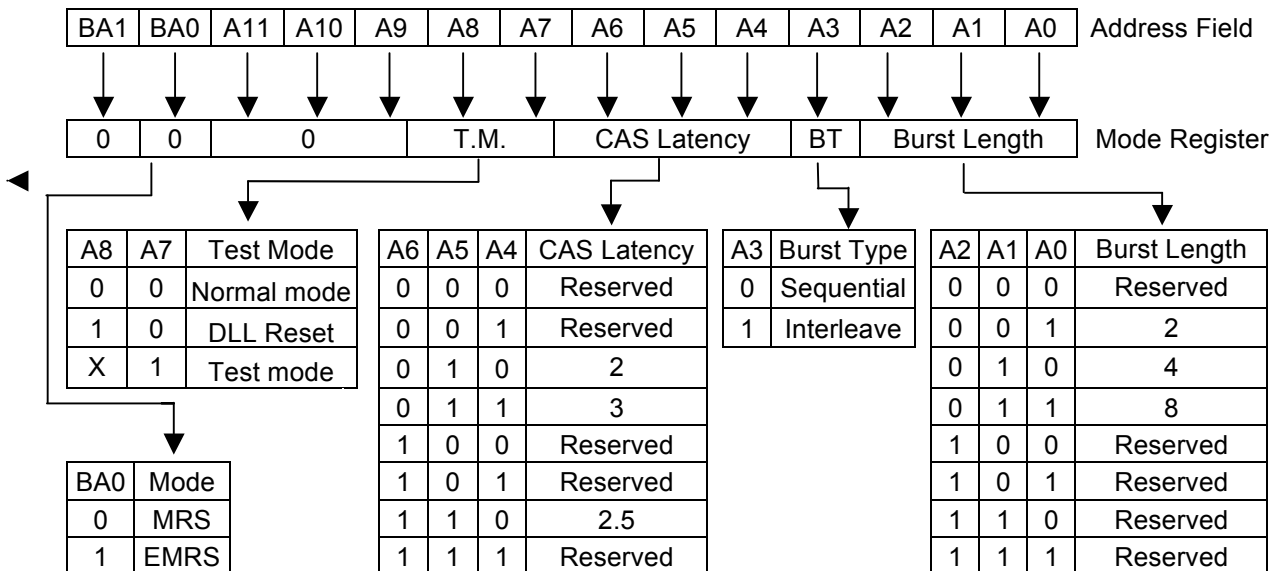 BA1 BA0 A11 A10 A9 A8 A7 A6 A5 A4 A3 A2 A1 A0 Address Field
0 0 0 T.M. CAS Latency BT Burst Length Mode Register
A8 A7 Test Mode
0 0 Normal mode
1 0 DLL Reset
X 1 Test mode
BA0 Mode
0 MRS
1 EMRS
A6 A5 A4 CAS Latency
0 0 0 Reserved
0 0 1 Reserved
0 1 0 2
0 1 1 3
1 0 0 Reserved
1 0 1 Reserved
1 1 0 2.5
1 1 1 Reserved
A3 Burst Type
0 Sequential
1 Interleave
A2 A1 A0 Burst Length
0 0 0 Reserved
0 0 1 2
0 1 0 4
0 1 1 8
1 0 0 Reserved
1 0 1 Reserved
1 1 0 Reserved
1 1 1 Reserved